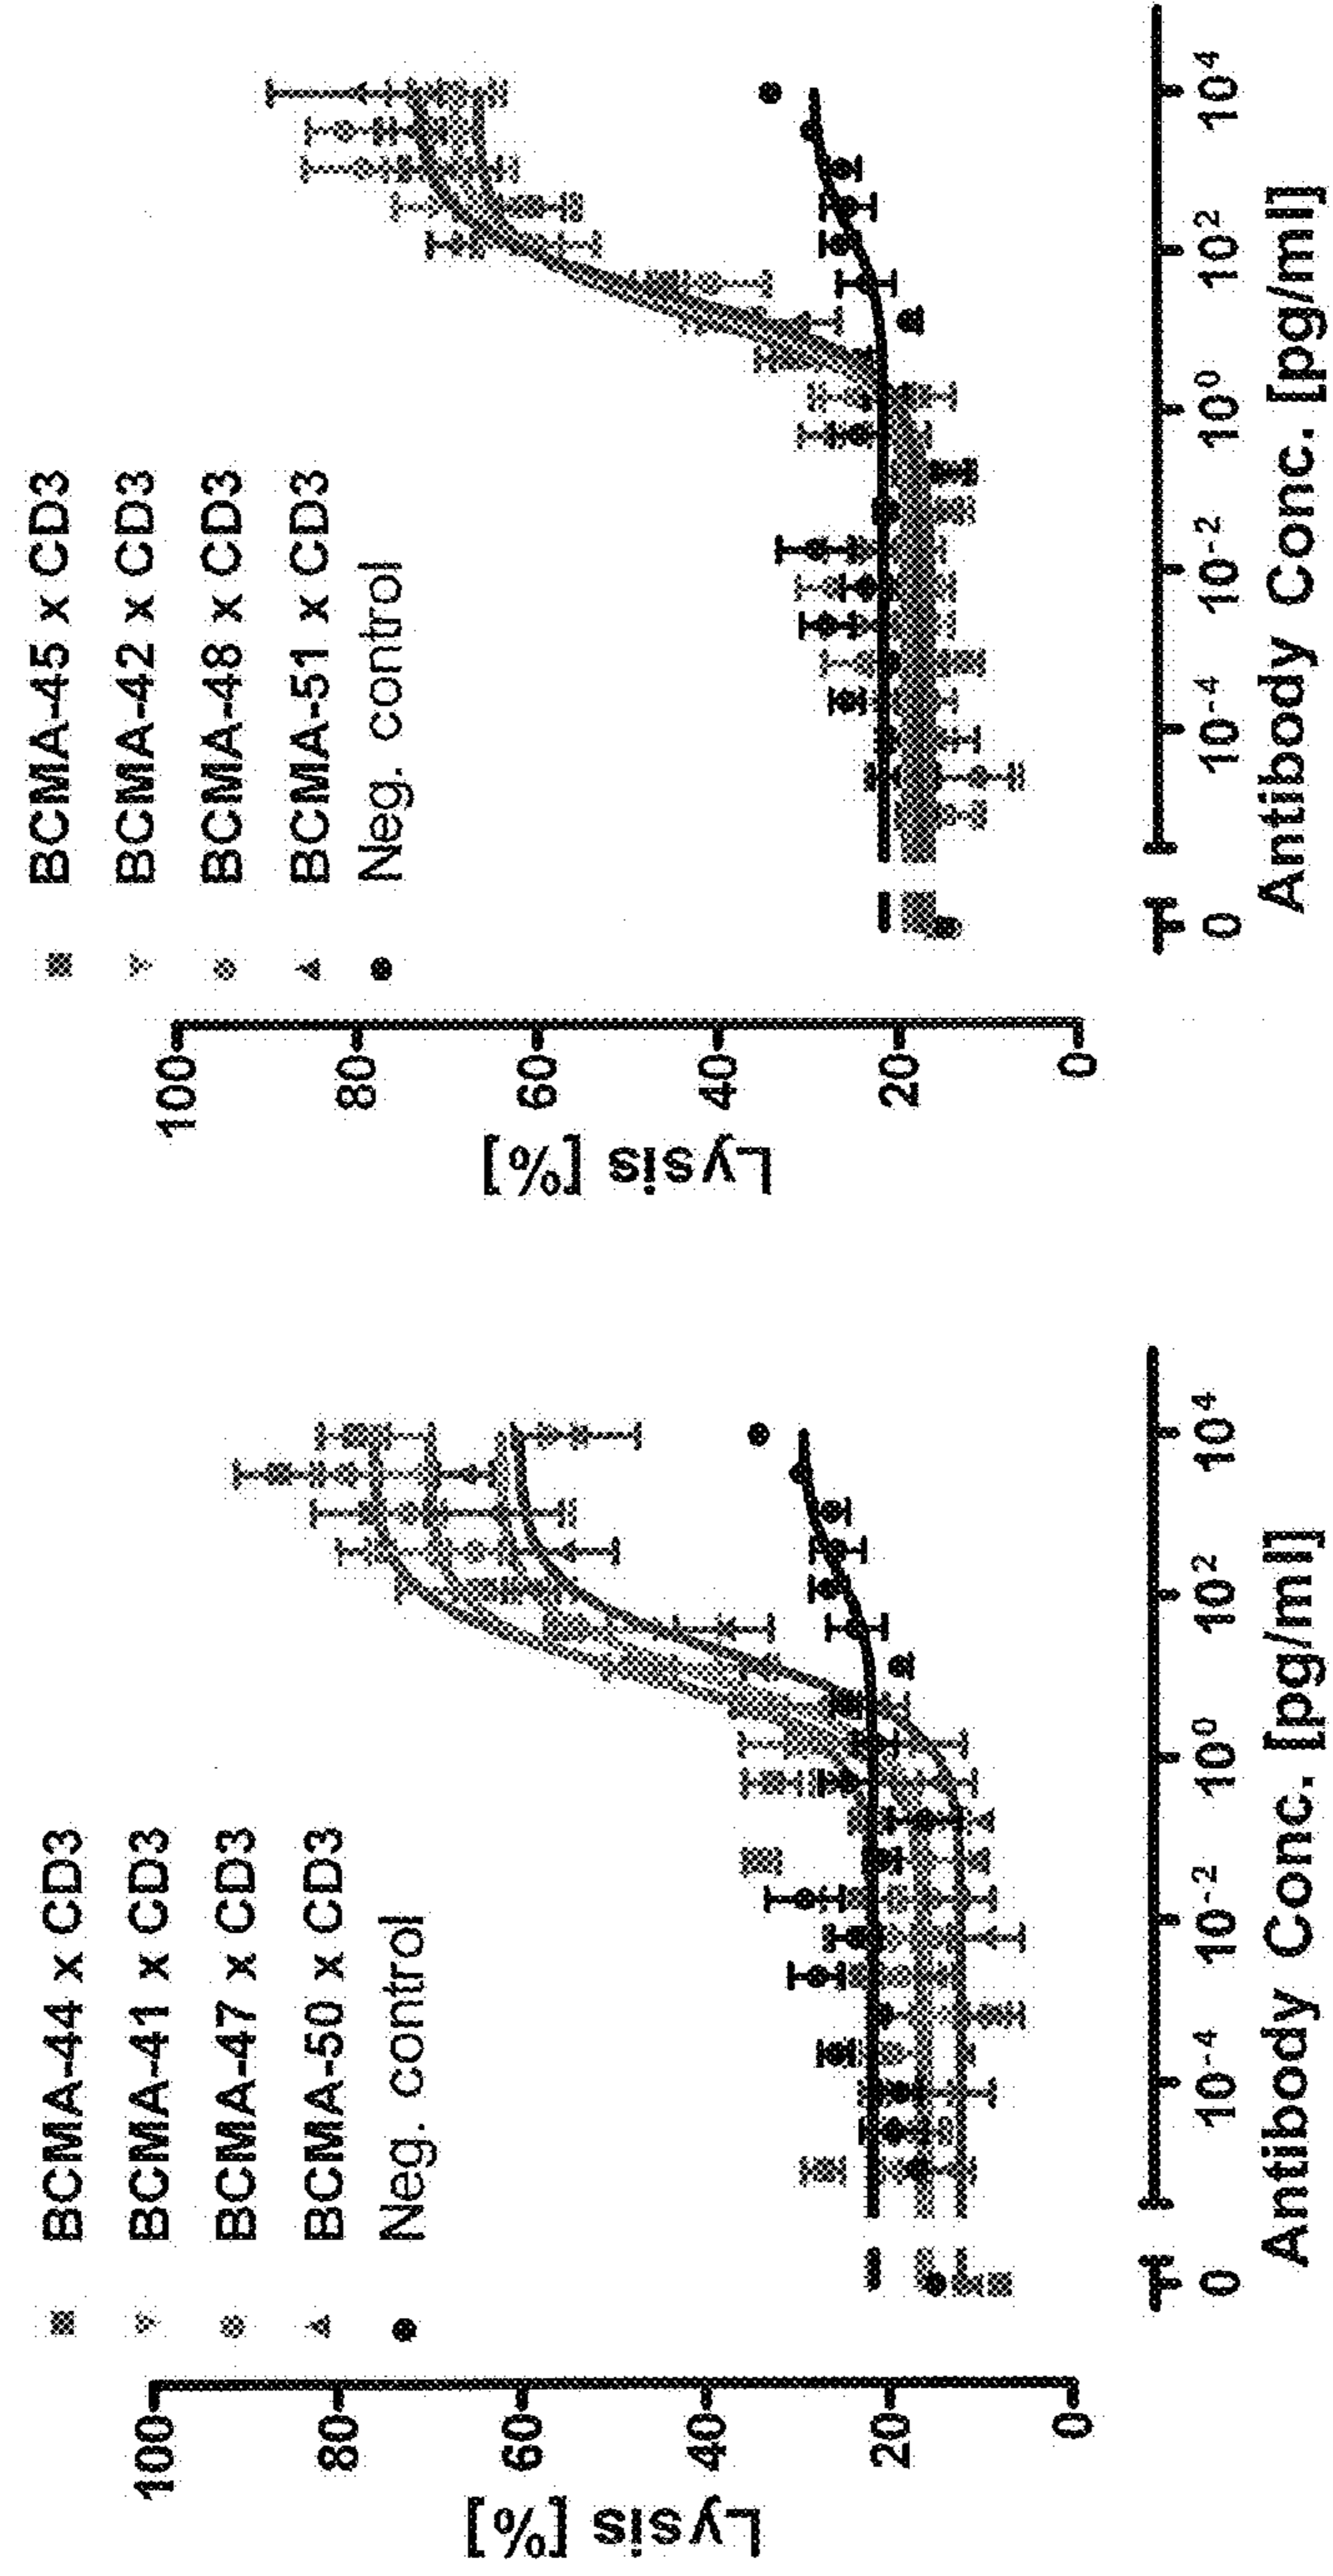 BCMA-44 x CD3
BCMA-41 x CD3
BCMA-47 x CD3
BCMA-50 x CD3
Neg. control
100
80
60
40
20
0
Lysis [%]
0
10⁻⁴
10⁻²
10⁰
10²
10⁴
Antibody Conc. [pg/ml]
BCMA-45 x CD3
BCMA-42 x CD3
BCMA-48 x CD3
BCMA-51 x CD3
Neg. control
100
80
60
40
20
0
Lysis [%]
0
10⁻⁴
10⁻²
10⁰
10²
10⁴
Antibody Conc. [pg/ml]